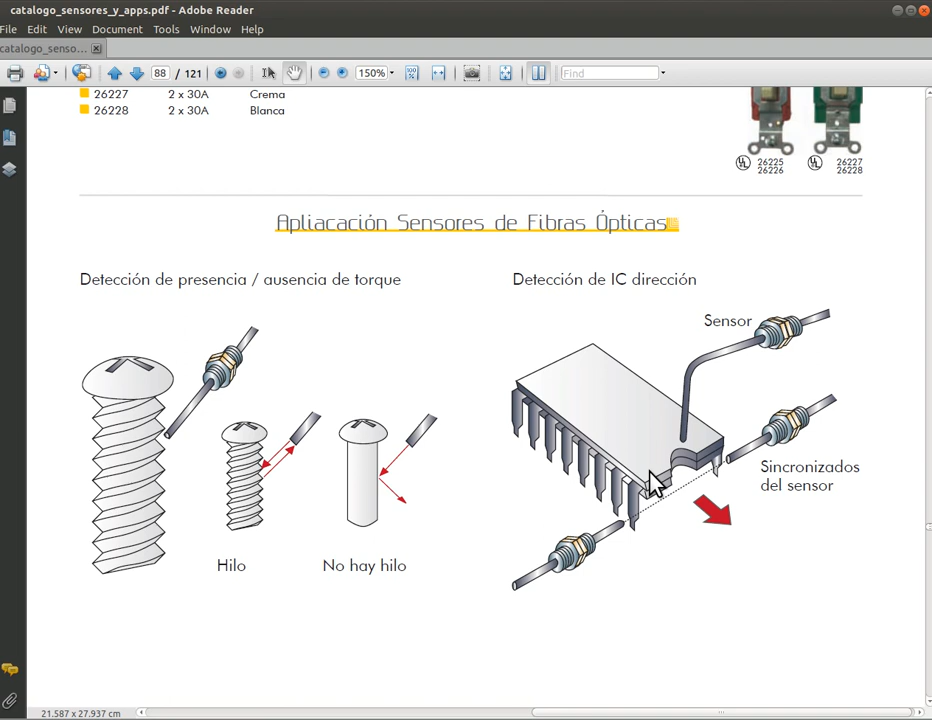 catalogo_sensores_y_apps.pdf - Adobe Reader
File Edit View Document Tools Window Help
catalogo_senso...
88 / 121 150% Find
26227 2 x 30A Crema
26228 2 x 30A Blanca
26225 26227
26226 26228
Apliacación Sensores de Fibras Ópticas
Detección de presencia / ausencia de torque
Detección de IC dirección
Sensor
Sincronizados
del sensor
Hilo
No hay hilo
21.587 x 27.937 cm